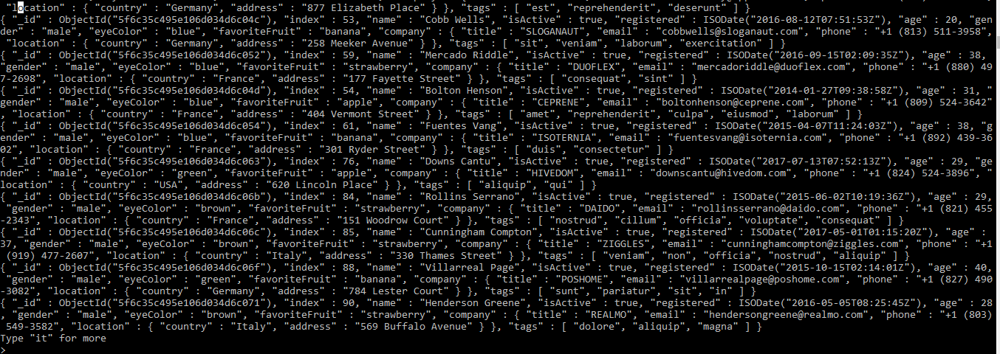 "location" : { "country" : "Germany", "address" : "877 Elizabeth Place" } }, "tags" : [ "est", "reprehenderit", "deserunt" ] }
{ "_id" : ObjectId("5f6c35c495e106d034d6c04c"), "index" : 53, "name" : "Cobb Wells", "isActive" : true, "registered" : ISODate("2016-08-12T07:51:53Z"), "age" : 20, "gen
der" : "male", "eyeColor" : "blue", "favoriteFruit" : "banana", "company" : { "title" : "SLOGANAUT", "email" : "cobbwells@sloganaut.com", "phone" : "+1 (813) 511-3958",
"location" : { "country" : "Germany", "address" : "258 Meeker Avenue" } }, "tags" : [ "sit", "veniam", "laborum", "exercitation" ] }
{ "_id" : ObjectId("5f6c35c495e106d034d6c052"), "index" : 59, "name" : "Mercado Riddle", "isActive" : true, "registered" : ISODate("2016-09-15T02:09:35Z"), "age" : 38,
"gender" : "male", "eyeColor" : "blue", "favoriteFruit" : "strawberry", "company" : { "title" : "DUOFLEX", "email" : "mercadoriddle@duoflex.com", "phone" : "+1 (880) 49
7-2698", "location" : { "country" : "France", "address" : "177 Fayette Street" } }, "tags" : [ "consequat", "sint" ] }
{ "_id" : ObjectId("5f6c35c495e106d034d6c04d"), "index" : 54, "name" : "Bolton Henson", "isActive" : true, "registered" : ISODate("2014-01-27T09:38:58Z"), "age" : 31, "
gender" : "male", "eyeColor" : "blue", "favoriteFruit" : "apple", "company" : { "title" : "CEPRENE", "email" : "boltonhenson@ceprene.com", "phone" : "+1 (809) 524-3642"
, "location" : { "country" : "France", "address" : "404 Vermont Street" } }, "tags" : [ "amet", "reprehenderit", "culpa", "eiusmod", "laborum" ] }
{ "_id" : ObjectId("5f6c35c495e106d034d6c054"), "index" : 61, "name" : "Fuentes Vang", "isActive" : true, "registered" : ISODate("2015-04-07T11:24:03Z"), "age" : 38, "g
ender" : "male", "eyeColor" : "blue", "favoriteFruit" : "banana", "company" : { "title" : "ISOTERNIA", "email" : "fuentesvang@isoternia.com", "phone" : "+1 (892) 439-36
02", "location" : { "country" : "France", "address" : "301 Ryder Street" } }, "tags" : [ "duis", "consectetur" ] }
{ "_id" : ObjectId("5f6c35c495e106d034d6c063"), "index" : 76, "name" : "Downs Cantu", "isActive" : true, "registered" : ISODate("2017-07-13T07:52:13Z"), "age" : 29, "ge
nder" : "male", "eyeColor" : "green", "favoriteFruit" : "apple", "company" : { "title" : "HIVEDOM", "email" : "downscantu@hivedom.com", "phone" : "+1 (824) 524-3896", "
location" : { "country" : "USA", "address" : "620 Lincoln Place" } }, "tags" : [ "aliquip", "qui" ] }
{ "_id" : ObjectId("5f6c35c495e106d034d6c06b"), "index" : 84, "name" : "Rollins Serrano", "isActive" : true, "registered" : ISODate("2015-06-02T10:19:36Z"), "age" : 29,
"gender" : "male", "eyeColor" : "brown", "favoriteFruit" : "strawberry", "company" : { "title" : "DAIDO", "email" : "rollinsserrano@daido.com", "phone" : "+1 (821) 455
-2343", "location" : { "country" : "France", "address" : "151 Woodrow Court" } }, "tags" : [ "nostrud", "cillum", "officia", "voluptate", "consequat" ] }
{ "_id" : ObjectId("5f6c35c495e106d034d6c06c"), "index" : 85, "name" : "Cunningham Compton", "isActive" : true, "registered" : ISODate("2017-05-01T01:15:20Z"), "age" :
37, "gender" : "male", "eyeColor" : "brown", "favoriteFruit" : "strawberry", "company" : { "title" : "ZIGGLES", "email" : "cunninghamcompton@ziggles.com", "phone" : "+1
(919) 477-2607", "location" : { "country" : "Italy", "address" : "330 Thames Street" } }, "tags" : [ "veniam", "non", "officia", "nostrud", "aliquip" ] }
{ "_id" : ObjectId("5f6c35c495e106d034d6c06f"), "index" : 88, "name" : "Villarreal Page", "isActive" : true, "registered" : ISODate("2015-10-15T02:14:01Z"), "age" : 40,
"gender" : "male", "eyeColor" : "green", "favoriteFruit" : "banana", "company" : { "title" : "POSHOME", "email" : "villarrealpage@poshome.com", "phone" : "+1 (827) 490
-3082", "location" : { "country" : "Germany", "address" : "784 Lester Court" } }, "tags" : [ "sunt", "pariatur", "sit", "in" ] }
{ "_id" : ObjectId("5f6c35c495e106d034d6c071"), "index" : 90, "name" : "Henderson Greene", "isActive" : true, "registered" : ISODate("2016-05-05T08:25:45Z"), "age" : 28
, "gender" : "male", "eyeColor" : "brown", "favoriteFruit" : "strawberry", "company" : { "title" : "REALMO", "email" : "hendersongreene@realmo.com", "phone" : "+1 (803)
549-3582", "location" : { "country" : "Italy", "address" : "569 Buffalo Avenue" } }, "tags" : [ "dolore", "aliquip", "magna" ] }
Type "it" for more
>